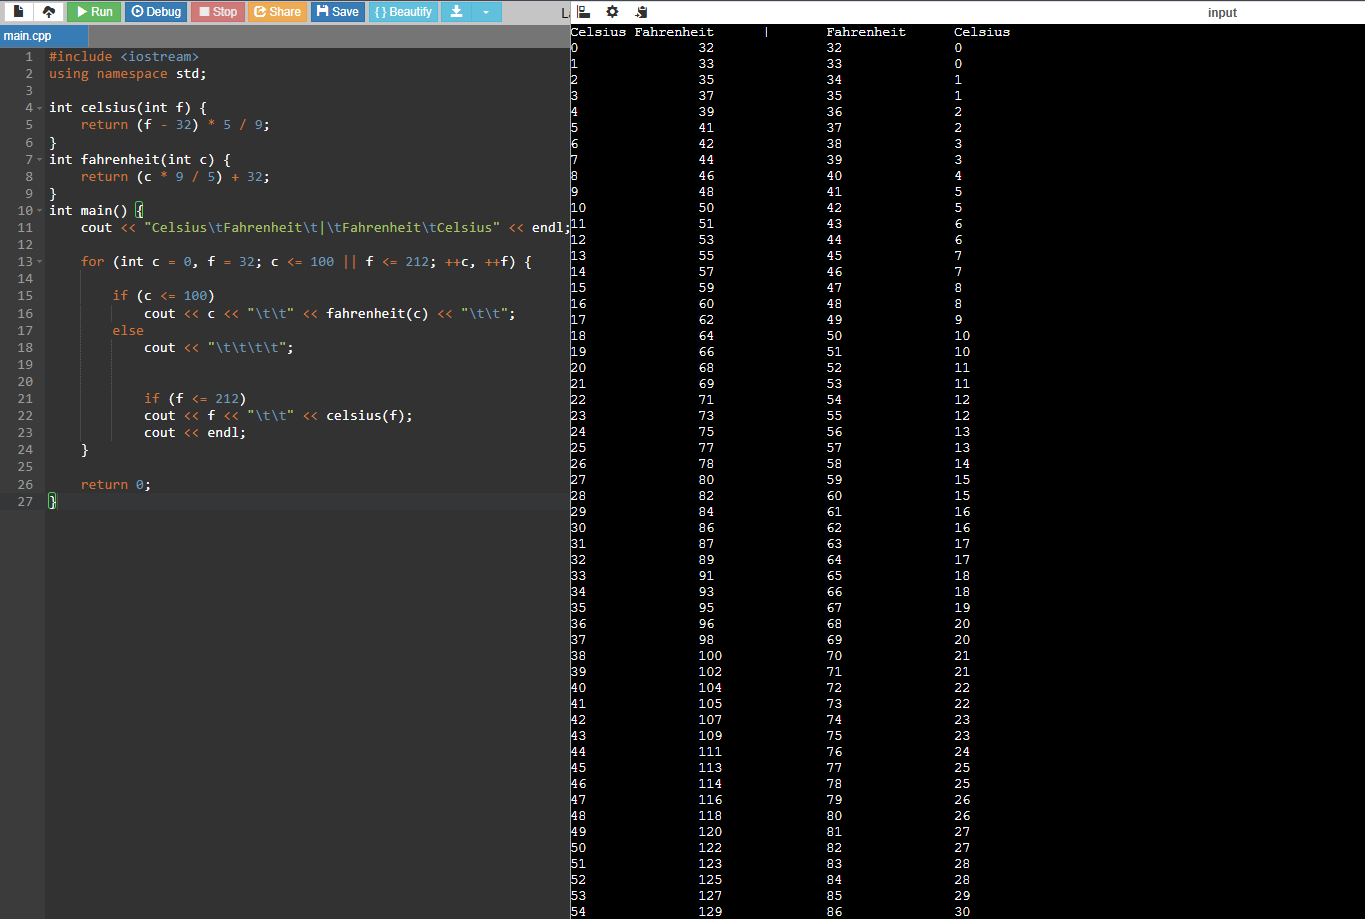 Run Debug Stop Share Save { } Beautify
input
main.cpp
1 #include <iostream>
2 using namespace std;
3
4 int celsius(int f) {
5 return (f - 32) * 5 / 9;
6 }
7 int fahrenheit(int c) {
8 return (c * 9 / 5) + 32;
9 }
10 int main() {
11 cout << "Celsius\tFahrenheit\t|\tFahrenheit\tCelsius" << endl;
12
13 for (int c = 0, f = 32; c <= 100 || f <= 212; ++c, ++f) {
14
15 if (c <= 100)
16 cout << c << "\t\t" << fahrenheit(c) << "\t\t";
17 else
18 cout << "\t\t\t\t";
19
20
21 if (f <= 212)
22 cout << f << "\t\t" << celsius(f);
23 cout << endl;
24 }
25
26 return 0;
27 }
Celsius Fahrenheit | Fahrenheit Celsius
0 32 32 0
1 33 33 0
2 35 34 1
3 37 35 1
4 39 36 2
5 41 37 2
6 42 38 3
7 44 39 3
8 46 40 4
9 48 41 5
10 50 42 5
11 51 43 6
12 53 44 6
13 55 45 7
14 57 46 7
15 59 47 8
16 60 48 8
17 62 49 9
18 64 50 10
19 66 51 10
20 68 52 11
21 69 53 11
22 71 54 12
23 73 55 12
24 75 56 13
25 77 57 13
26 78 58 14
27 80 59 15
28 82 60 15
29 84 61 16
30 86 62 16
31 87 63 17
32 89 64 17
33 91 65 18
34 93 66 18
35 95 67 19
36 96 68 20
37 98 69 20
38 100 70 21
39 102 71 21
40 104 72 22
41 105 73 22
42 107 74 23
43 109 75 23
44 111 76 24
45 113 77 25
46 114 78 25
47 116 79 26
48 118 80 26
49 120 81 27
50 122 82 27
51 123 83 28
52 125 84 28
53 127 85 29
54 129 86 30